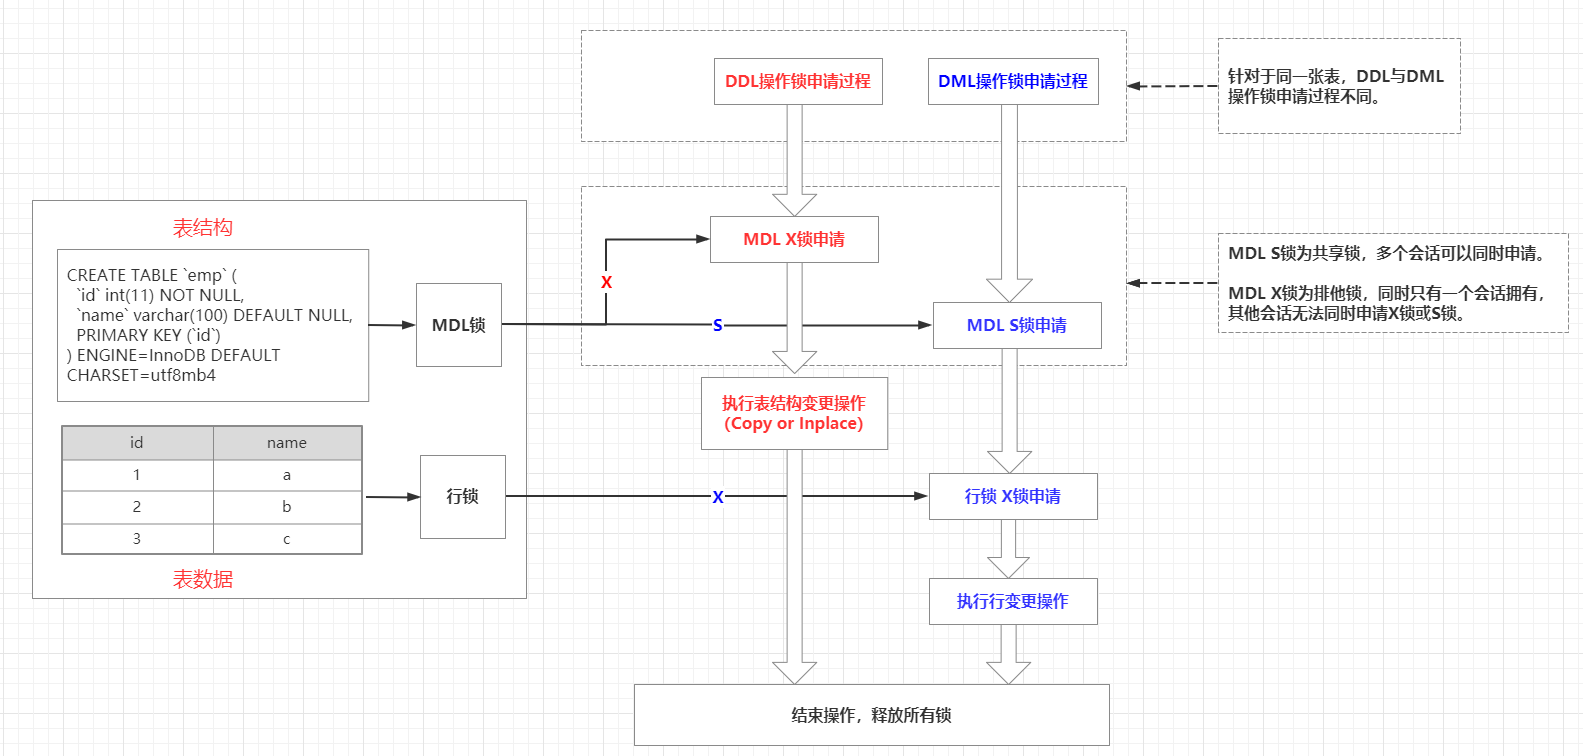 DDL操作锁申请过程
DML操作锁申请过程
针对于同一张表，DDL与DML
操作锁申请过程不同。
表结构
CREATE TABLE `emp` (
`id` int(11) NOT NULL,
`name` varchar(100) DEFAULT NULL,
PRIMARY KEY (`id`)
) ENGINE=InnoDB DEFAULT
CHARSET=utf8mb4
MDL锁
X
S
MDL X锁申请
MDL S锁申请
MDL S锁为共享锁，多个会话可以同时申请。
MDL X锁为排他锁，同时只有一个会话拥有，
其他会话无法同时申请X锁或S锁。
执行表结构变更操作
（Copy or Inplace）
id name
1 a
2 b
3 c
表数据
行锁
X
行锁 X锁申请
执行行变更操作
结束操作，释放所有锁